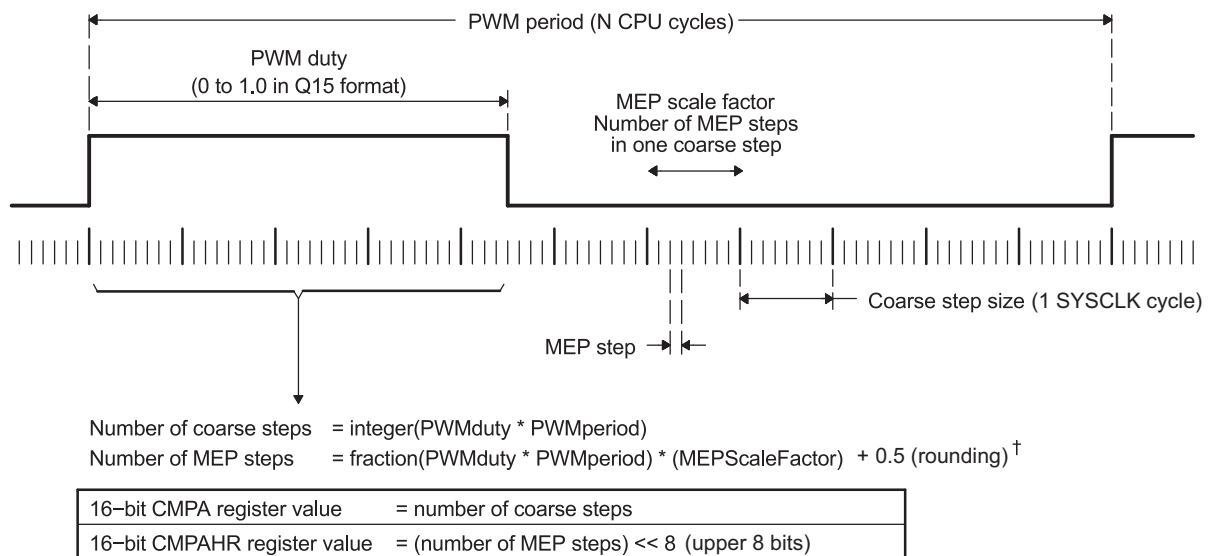 PWM period (N CPU cycles)
PWM duty
(0 to 1.0 in Q15 format)
MEP scale factor
Number of MEP steps
in one coarse step
Coarse step size (1 SYSCLK cycle)
MEP step
Number of coarse steps = integer(PWMduty * PWMperiod)
Number of MEP steps = fraction(PWMduty * PWMperiod) * (MEPScaleFactor) + 0.5 (rounding) †
16−bit CMPA register value = number of coarse steps
16−bit CMPAHR register value = (number of MEP steps) << 8 (upper 8 bits)